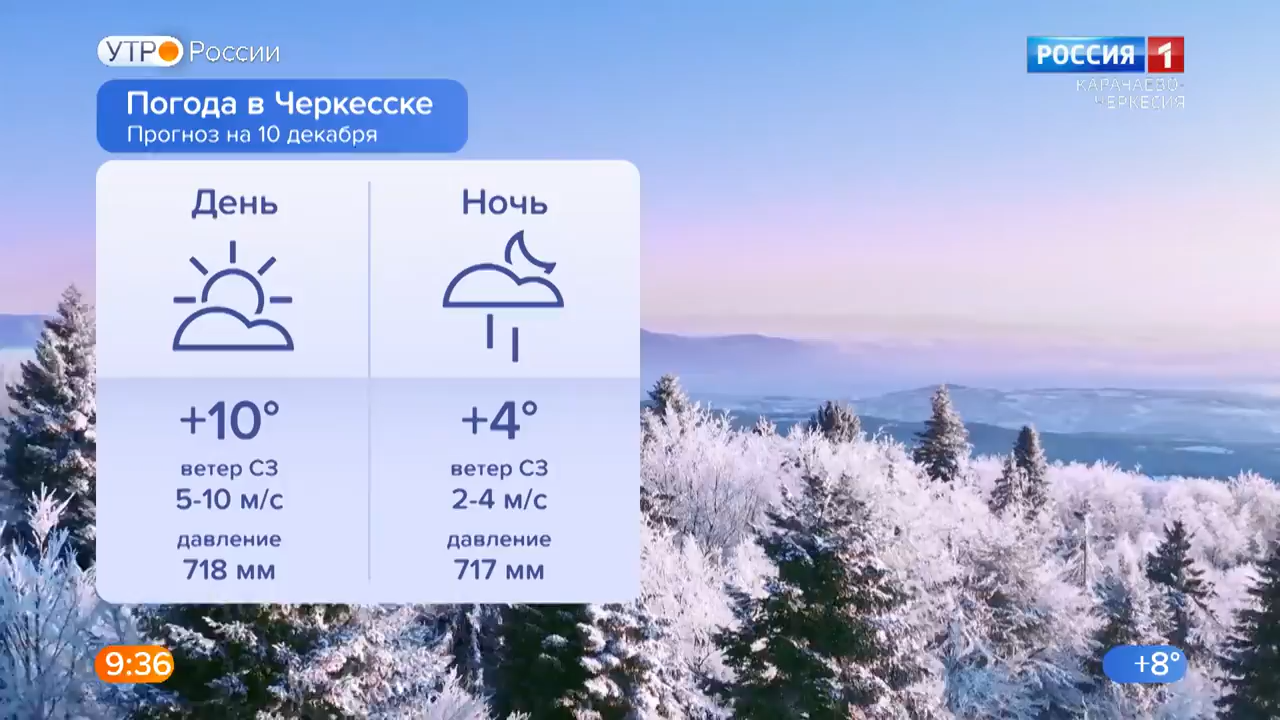 УТРО России
РОССИЯ 1
КАРАЧАЕВО-
ЧЕРКЕСИЯ
Погода в Черкесске
Прогноз на 10 декабря
День
Ночь
+10°
+4°
ветер СЗ
5-10 м/с
ветер СЗ
2-4 м/с
давление
718 мм
давление
717 мм
9:36
+8°